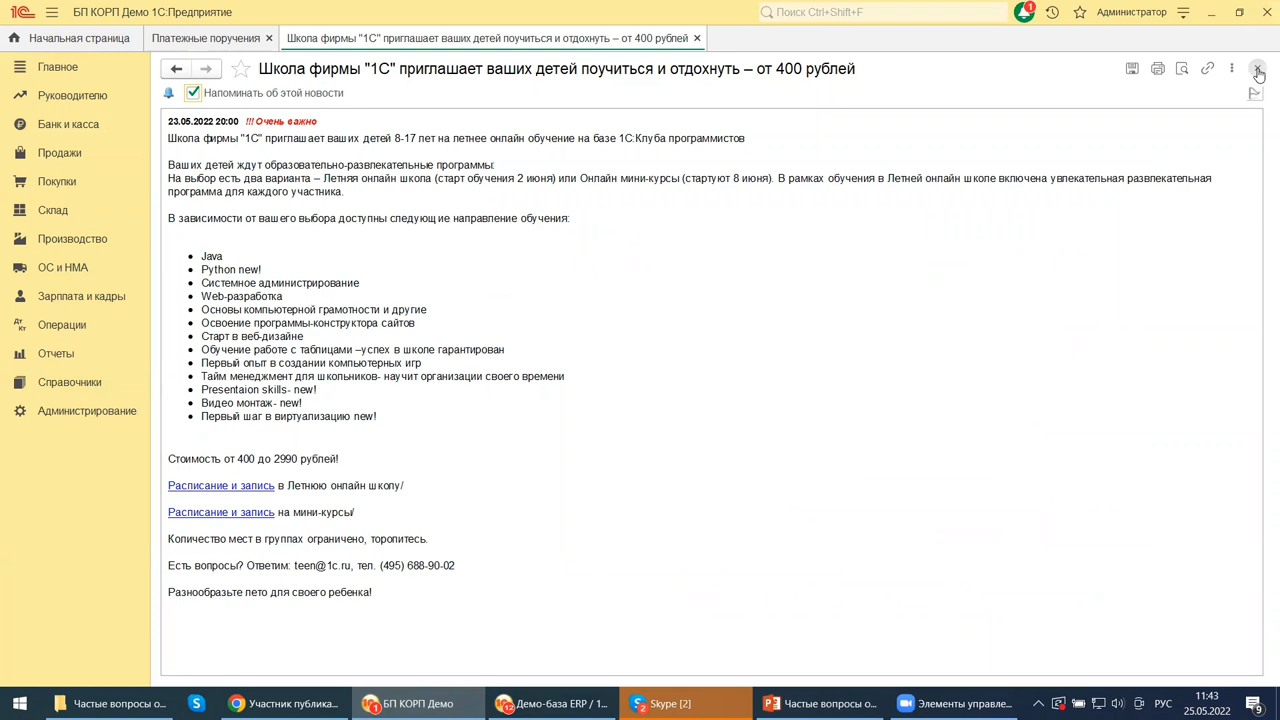 1С БП КОРП Демо 1С:Предприятие
Поиск Ctrl+Shift+F
1
Администратор
Начальная страница
Платежные поручения ×
Школа фирмы "1С" приглашает ваших детей поучиться и отдохнуть – от 400 рублей ×
Школа фирмы "1С" приглашает ваших детей поучиться и отдохнуть – от 400 рублей
Напоминать об этой новости
Главное
Руководителю
Банк и касса
Продажи
Покупки
Склад
Производство
ОС и НМА
Зарплата и кадры
Дт Кт Операции
Отчеты
Справочники
Администрирование
23.05.2022 20:00 !!! Очень важно
Школа фирмы "1С" приглашает ваших детей 8-17 лет на летнее онлайн обучение на базе 1С:Клуба программистов
Ваших детей ждут образовательно-развлекательные программы:
На выбор есть два варианта – Летняя онлайн школа (старт обучения 2 июня) или Онлайн мини-курсы (стартуют 8 июня). В рамках обучения в Летней онлайн школе включена увлекательная развлекательная
программа для каждого участника.
В зависимости от вашего выбора доступны следующие направление обучения:
• Java
• Python new!
• Системное администрирование
• Web-разработка
• Основы компьютерной грамотности и другие
• Освоение программы-конструктора сайтов
• Старт в веб-дизайне
• Обучение работе с таблицами –успех в школе гарантирован
• Первый опыт в создании компьютерных игр
• Тайм менеджмент для школьников- научит организации своего времени
• Presentaion skills- new!
• Видео монтаж- new!
• Первый шаг в виртуализацию new!
Стоимость от 400 до 2990 рублей!
Расписание и запись в Летнюю онлайн школу/
Расписание и запись на мини-курсы/
Количество мест в группах ограничено, торопитесь.
Есть вопросы? Ответим: teen@1c.ru, тел. (495) 688-90-02
Разнообразьте лето для своего ребенка!
Частые вопросы о...
Участник публика...
БП КОРП Демо
Демо-база ERP / 1...
Skype [2]
Частые вопросы о...
Элементы управле...
РУС
11:43
25.05.2022
9